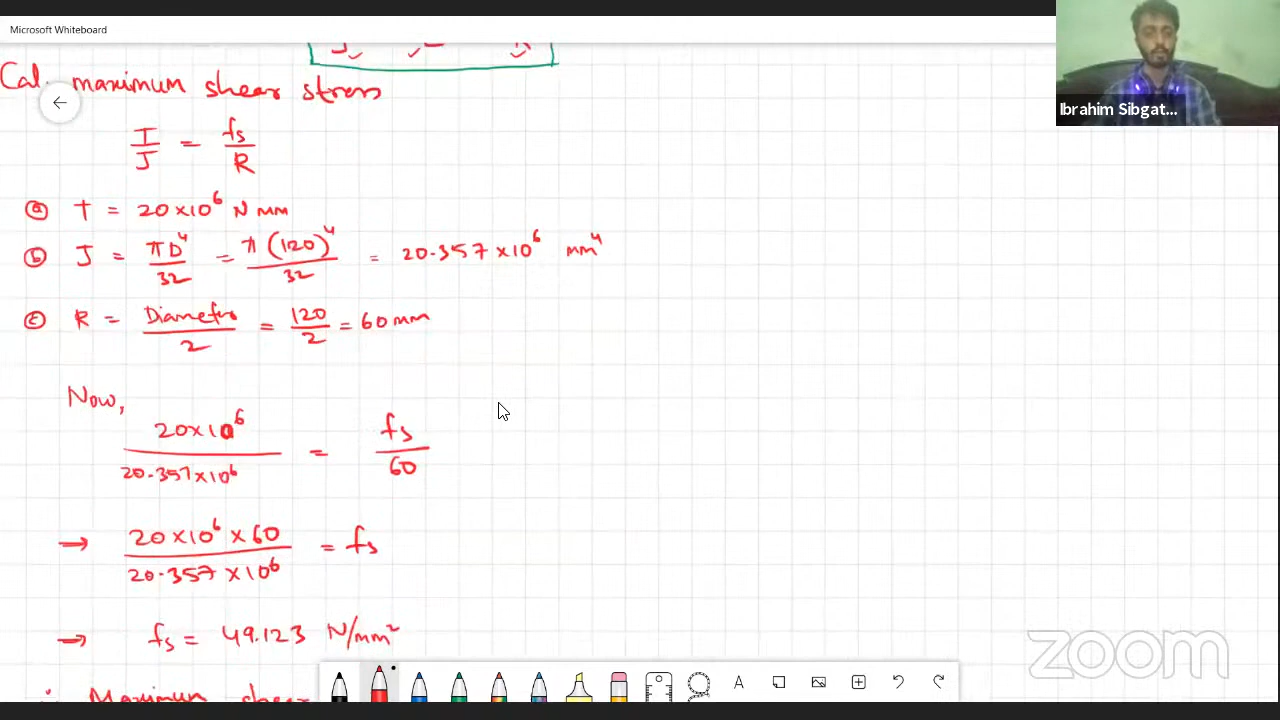 Microsoft Whiteboard
Cal. maximum shear stress
T/J = fs/R
Ibrahim Sibgat...
ⓐ T = 20×10⁶ N mm
ⓑ J = πD⁴/32 = π(120)⁴/32 = 20.357×10⁶ mm⁴
ⓒ R = Diameter/2 = 120/2 = 60 mm
Now,
20×10⁶/20.357×10⁶ = fs/60
→ 20×10⁶×60/20.357×10⁶ = fs
→ fs = 49.123 N/mm²
zoom
∴ Maximum shear
A